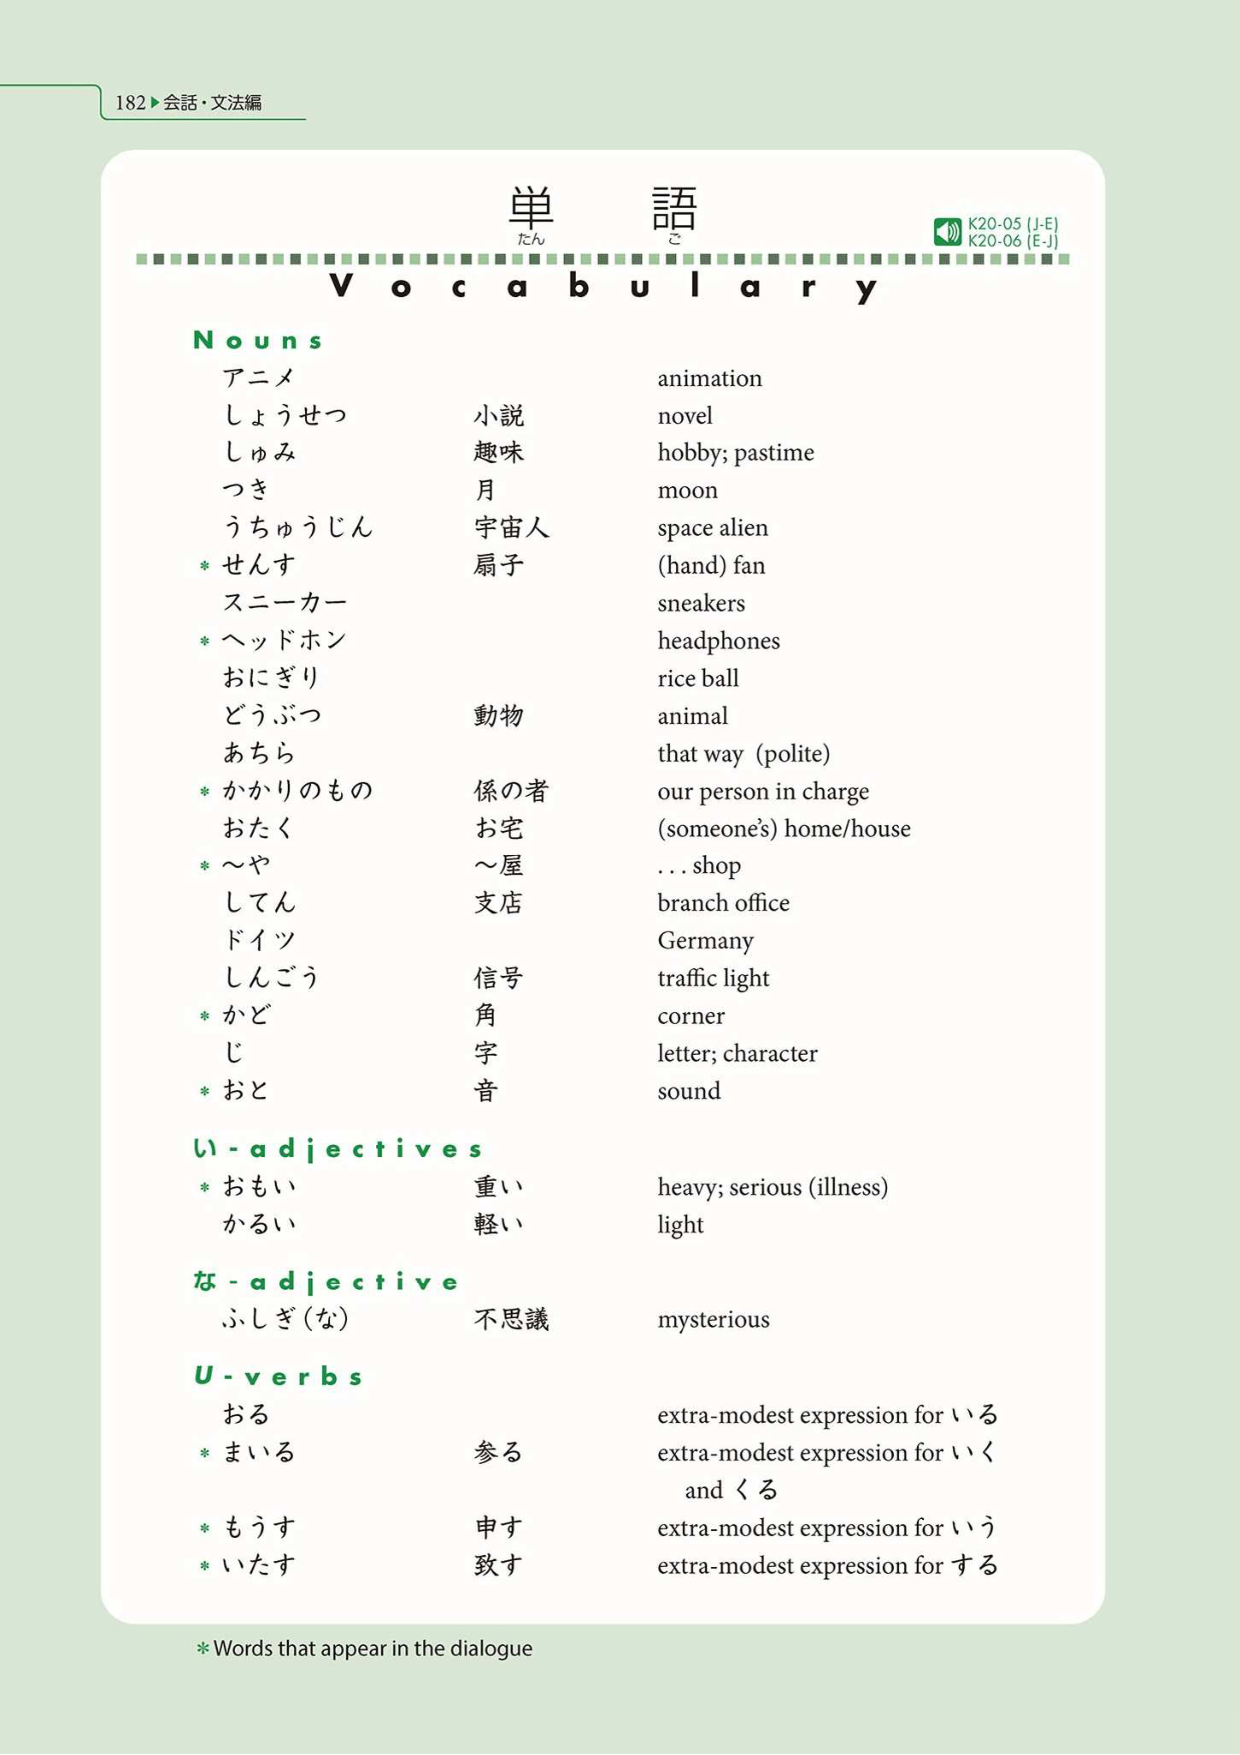 182▶会話・文法編
単語
たん ご
K20-05 (J-E)
K20-06 (E-J)
Vocabulary
Nouns
アニメ animation
しょうせつ 小説 novel
しゅみ 趣味 hobby; pastime
つき 月 moon
うちゅうじん 宇宙人 space alien
* せんす 扇子 (hand) fan
スニーカー sneakers
* ヘッドホン headphones
おにぎり rice ball
どうぶつ 動物 animal
あちら that way (polite)
* かかりのもの 係の者 our person in charge
おたく お宅 (someone's) home/house
* ～や ～屋 ...shop
してん 支店 branch office
ドイツ Germany
しんごう 信号 traffic light
* かど 角 corner
じ 字 letter; character
* おと 音 sound
い-adjectives
* おもい 重い heavy; serious (illness)
かるい 軽い light
な-adjective
ふしぎ(な) 不思議 mysterious
U-verbs
おる extra-modest expression for いる
* まいる 参る extra-modest expression for いく
and くる
* もうす 申す extra-modest expression for いう
* いたす 致す extra-modest expression for する
*Words that appear in the dialogue